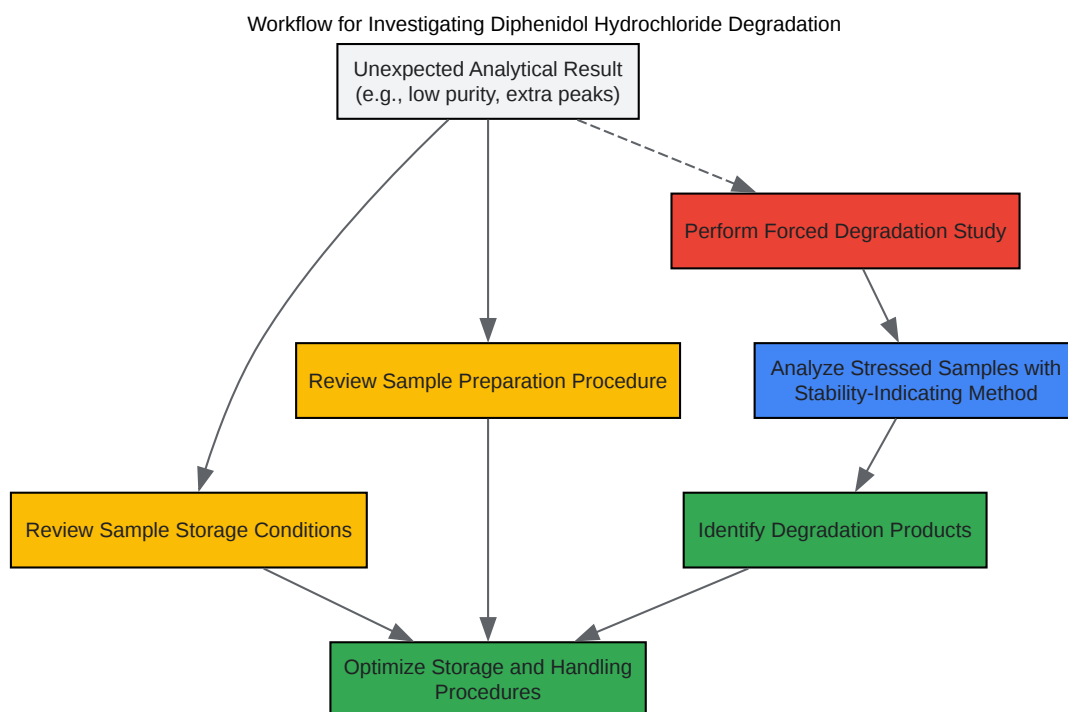 Workflow for Investigating Diphenidol Hydrochloride Degradation
Unexpected Analytical Result
(e.g., low purity, extra peaks)
Perform Forced Degradation Study
Review Sample Preparation Procedure
Analyze Stressed Samples with
Stability-Indicating Method
Review Sample Storage Conditions
Identify Degradation Products
Optimize Storage and Handling
Procedures